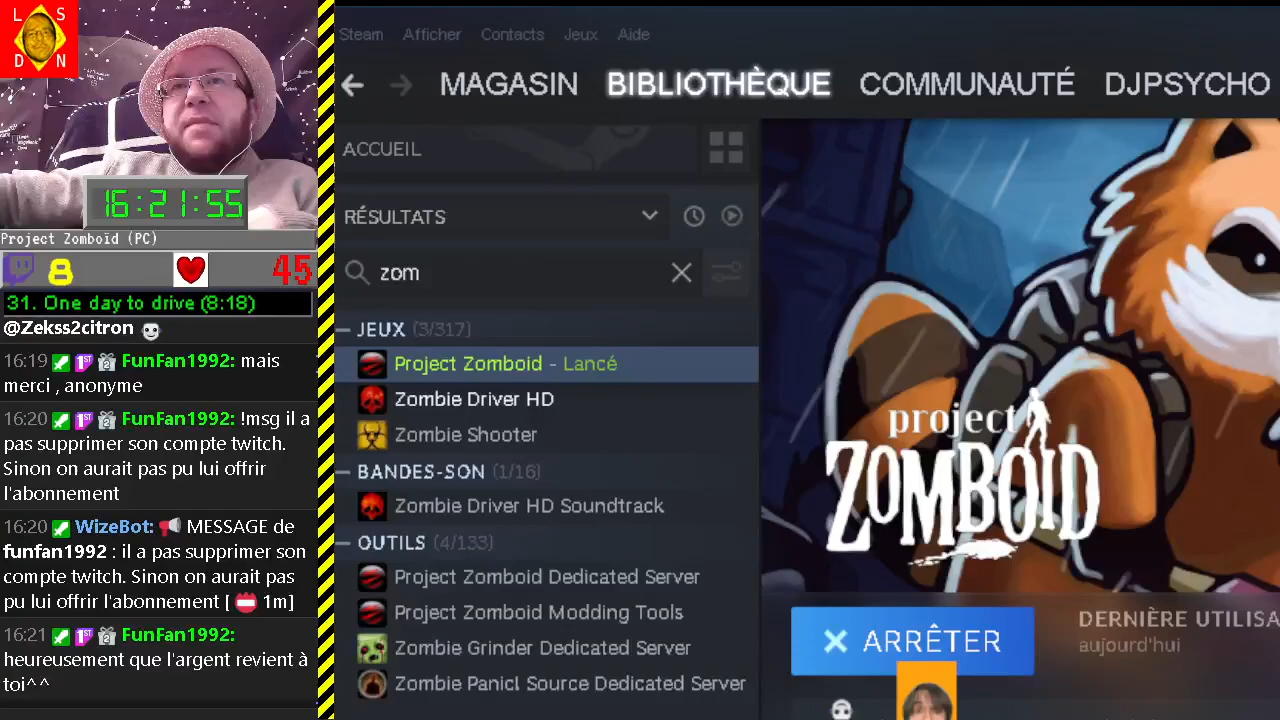 L S
D N
16:21:55
Project Zomboïd (PC)
8
45
31. One day to drive (8:18)
@Zekss2citron
16:19 1ST FunFan1992: mais
merci , anonyme
16:20 1ST FunFan1992: !msg il a
pas supprimer son compte twitch.
Sinon on aurait pas pu lui offrir
l'abonnement
16:20 WizeBot: MESSAGE de
funfan1992 : il a pas supprimer son
compte twitch. Sinon on aurait pas
pu lui offrir l'abonnement [ 1m]
16:21 1ST FunFan1992:
heureusement que l'argent revient à
toi^^
Steam Afficher Contacts Jeux Aide
MAGASIN BIBLIOTHÈQUE COMMUNAUTÉ DJPSYCHO
ACCUEIL
RÉSULTATS
zom
JEUX (3/317)
Project Zomboid - Lancé
Zombie Driver HD
Zombie Shooter
BANDES-SON (1/16)
Zombie Driver HD Soundtrack
OUTILS (4/133)
Project Zomboid Dedicated Server
Project Zomboid Modding Tools
Zombie Grinder Dedicated Server
Zombie Panic! Source Dedicated Server
project
ZOMBOID
ARRÊTER
DERNIÈRE UTILISA
aujourd'hui